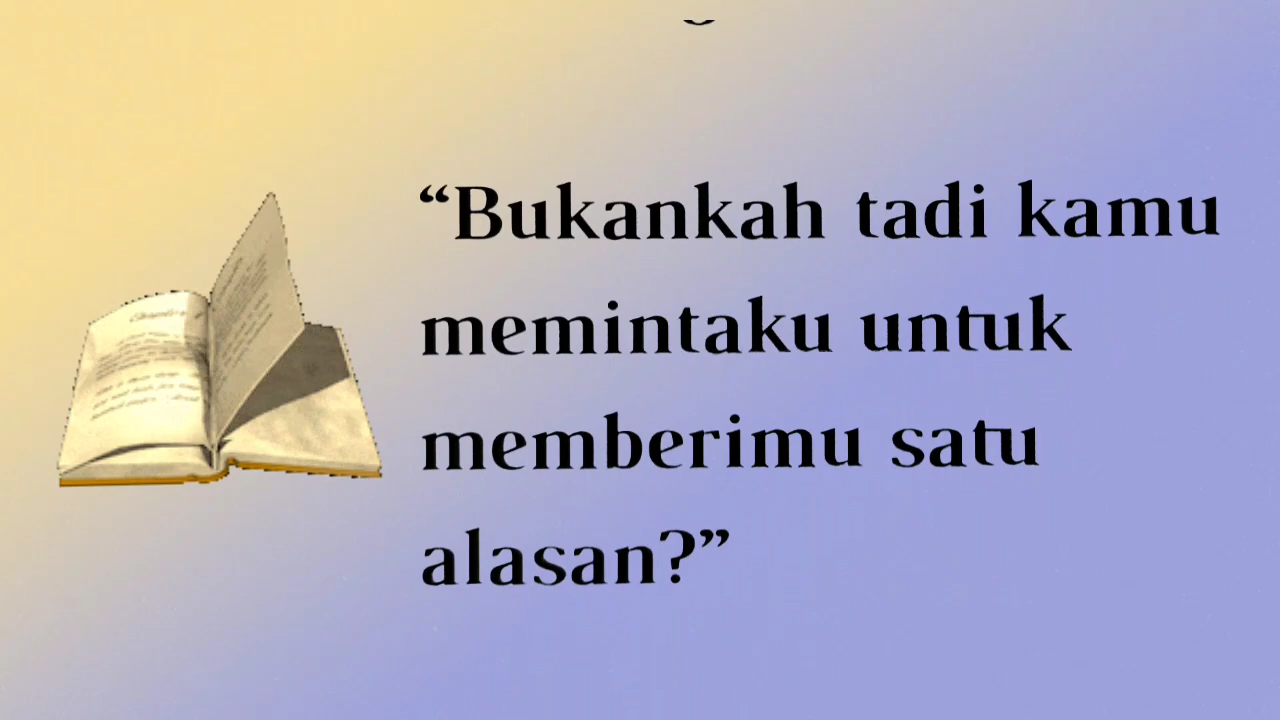 “Bukankah tadi kamu
memintaku untuk
memberimu satu
alasan?”